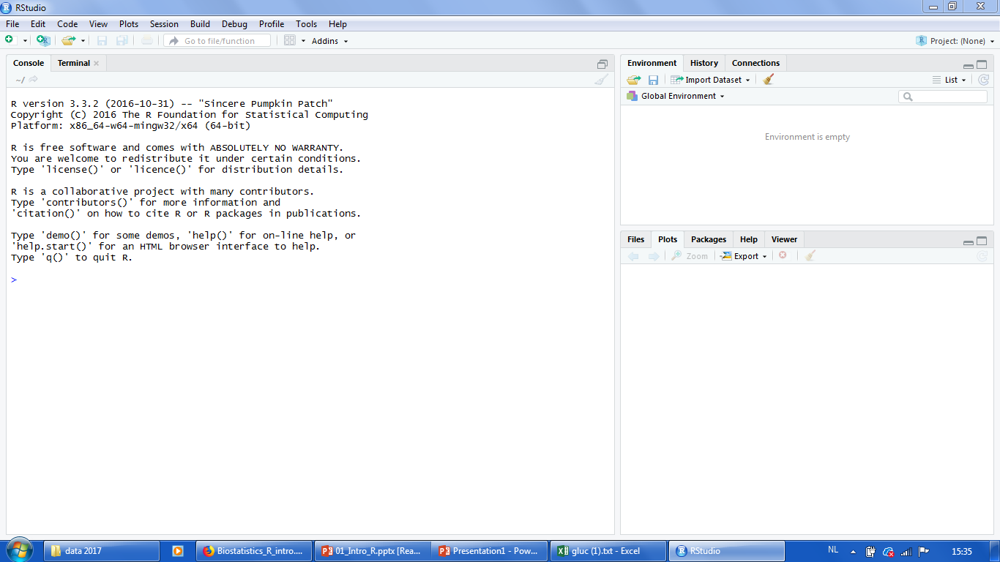 RStudio
File Edit Code View Plots Session Build Debug Profile Tools Help
Go to file/function Addins Project: (None)
Console Terminal
~/
R version 3.3.2 (2016-10-31) -- "Sincere Pumpkin Patch"
Copyright (C) 2016 The R Foundation for Statistical Computing
Platform: x86_64-w64-mingw32/x64 (64-bit)
R is free software and comes with ABSOLUTELY NO WARRANTY.
You are welcome to redistribute it under certain conditions.
Type 'license()' or 'licence()' for distribution details.
R is a collaborative project with many contributors.
Type 'contributors()' for more information and
'citation()' on how to cite R or R packages in publications.
Type 'demo()' for some demos, 'help()' for on-line help, or
'help.start()' for an HTML browser interface to help.
Type 'q()' to quit R.
>
Environment History Connections
Import Dataset List
Global Environment
Environment is empty
Files Plots Packages Help Viewer
Zoom Export
data 2017 Biostatistics_R_intro.... 01_Intro_R.pptx [Rea... Presentation1 - Pow... gluc (1).txt - Excel RStudio NL 15:35